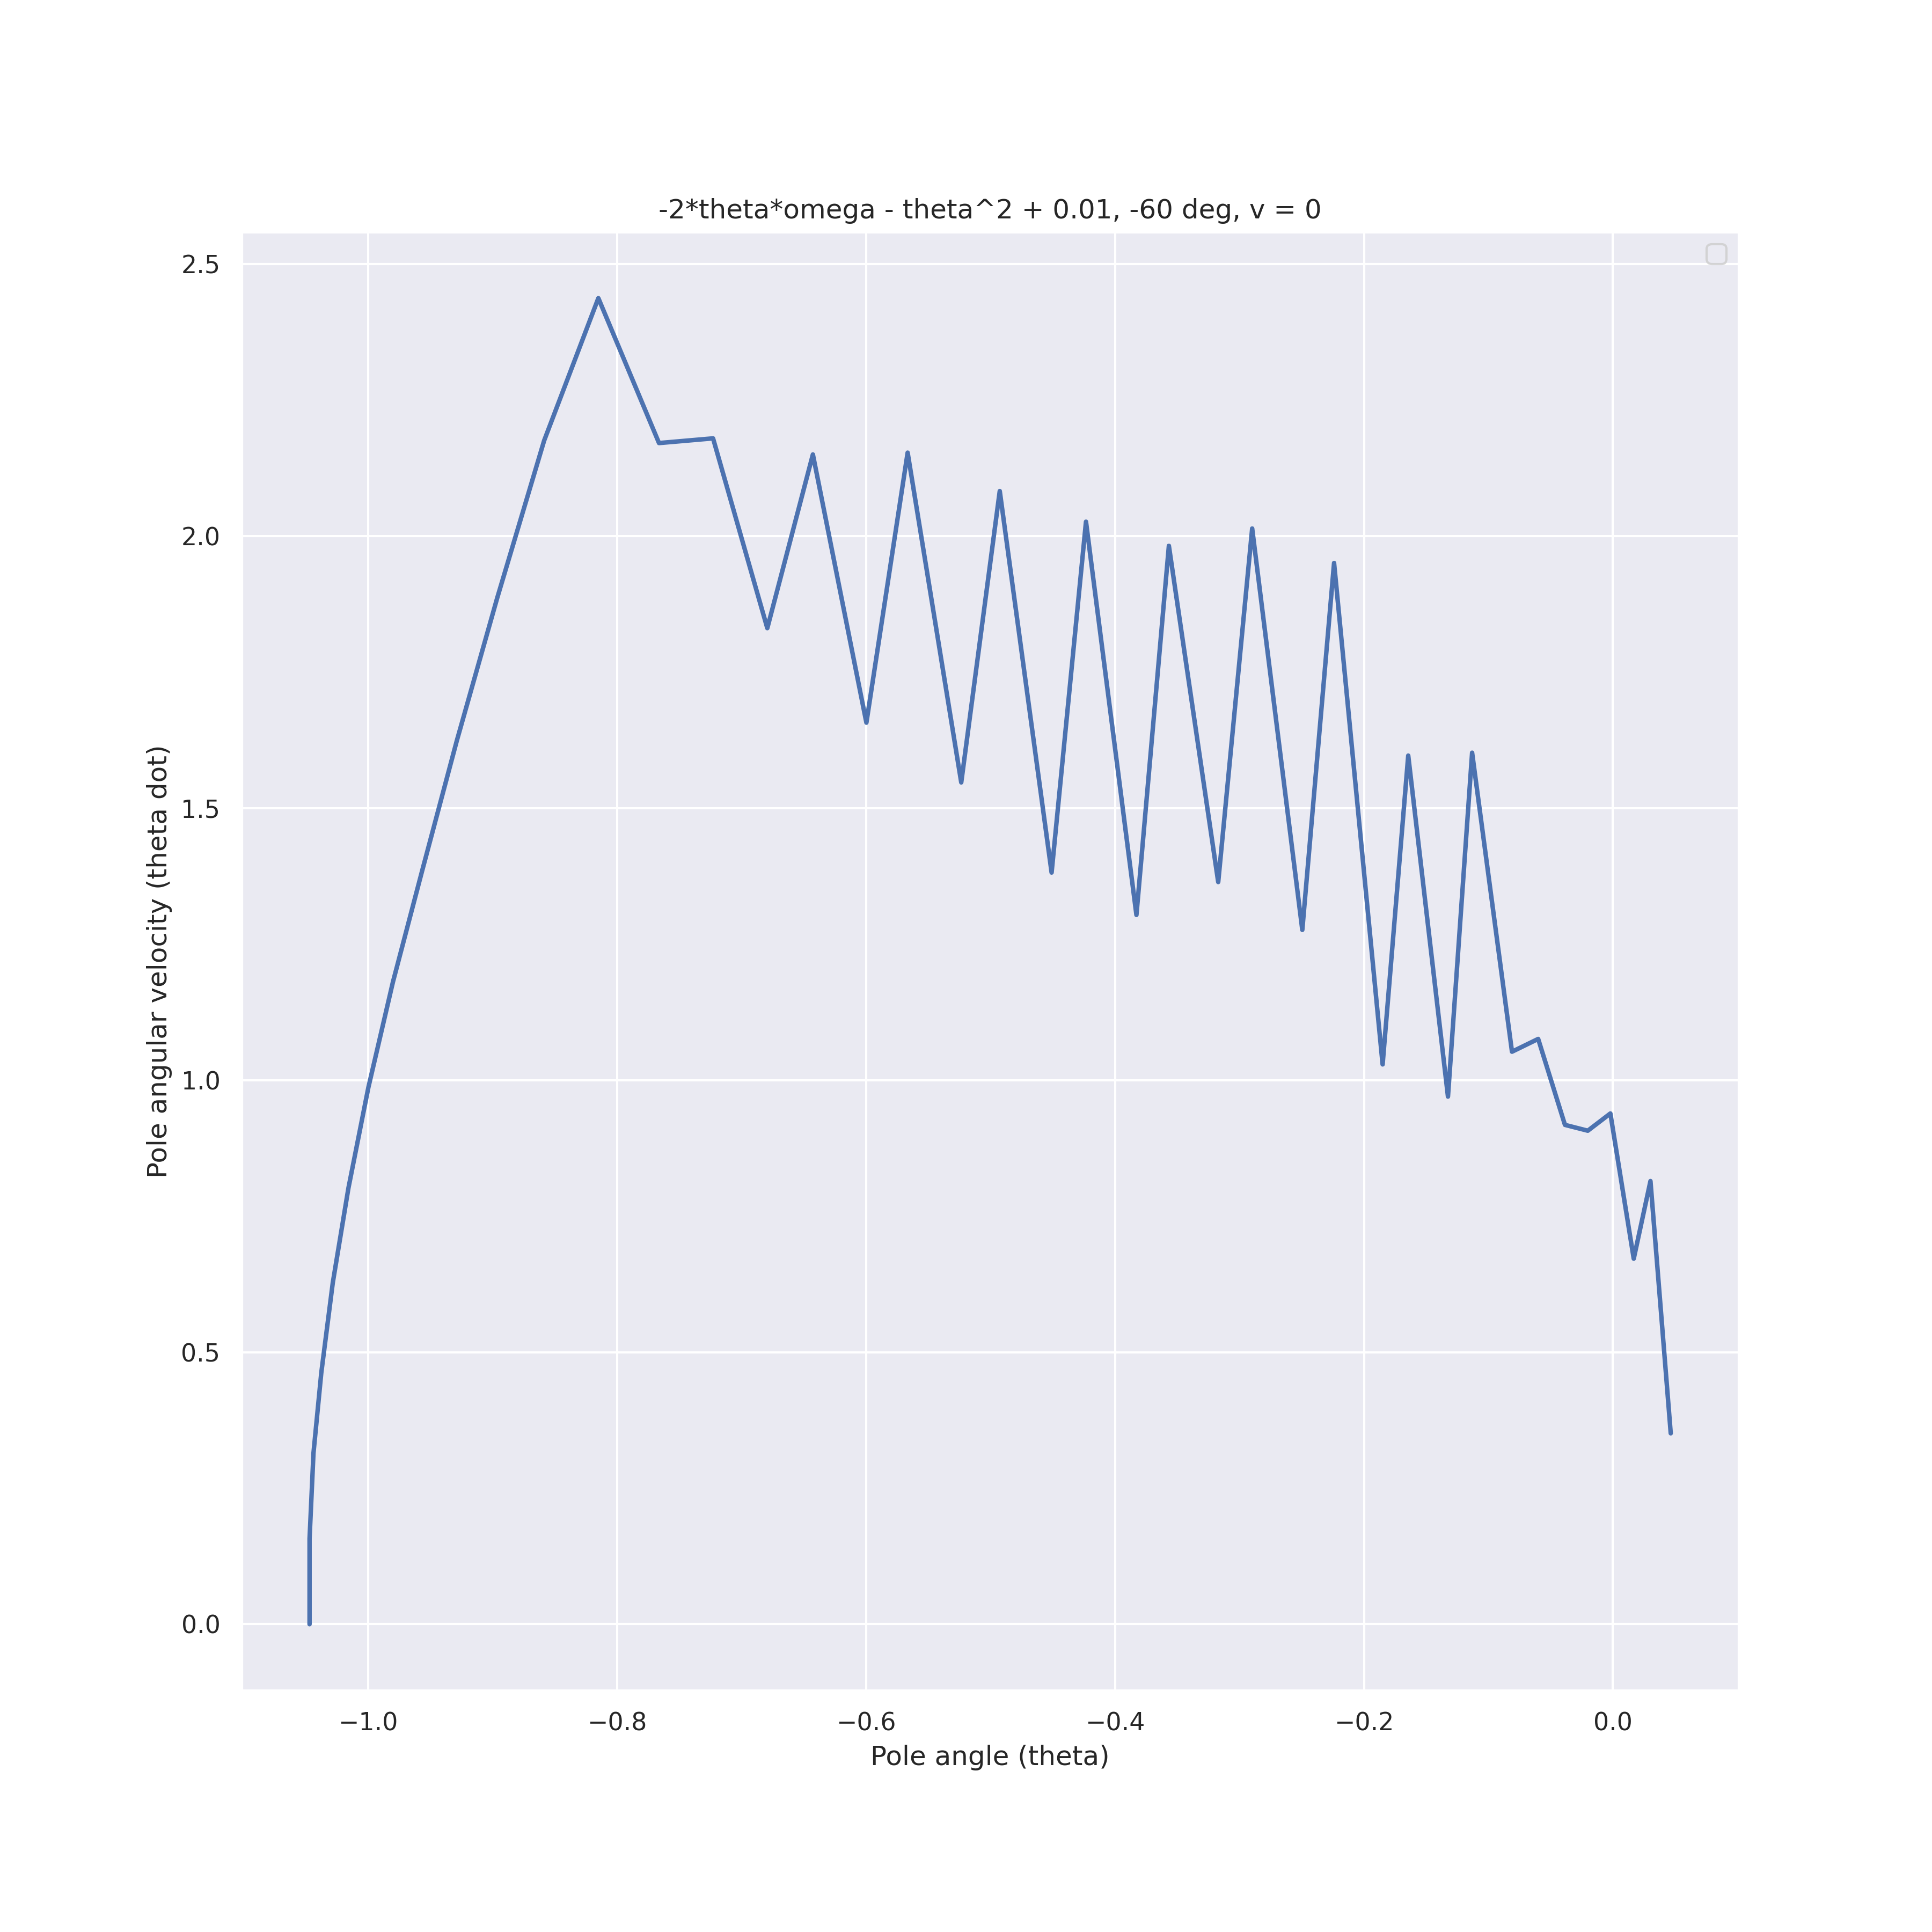 -2*theta*omega - theta^2 + 0.01, -60 deg, v = 0
2.5
2.0
1.5
1.0
0.5
0.0
Pole angular velocity (theta dot)
−1.0 −0.8 −0.6 −0.4 −0.2 0.0
Pole angle (theta)